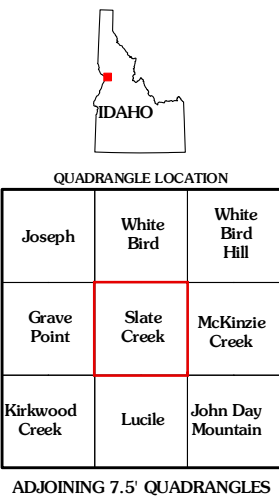 IDAHO
QUADRANGLE LOCATION
Joseph
White
Bird
White
Bird
Hill
Grave
Point
Slate
Creek
McKinzie
Creek
Kirkwood
Creek
Lucile
John Day
Mountain
ADJOINING 7.5' QUADRANGLES